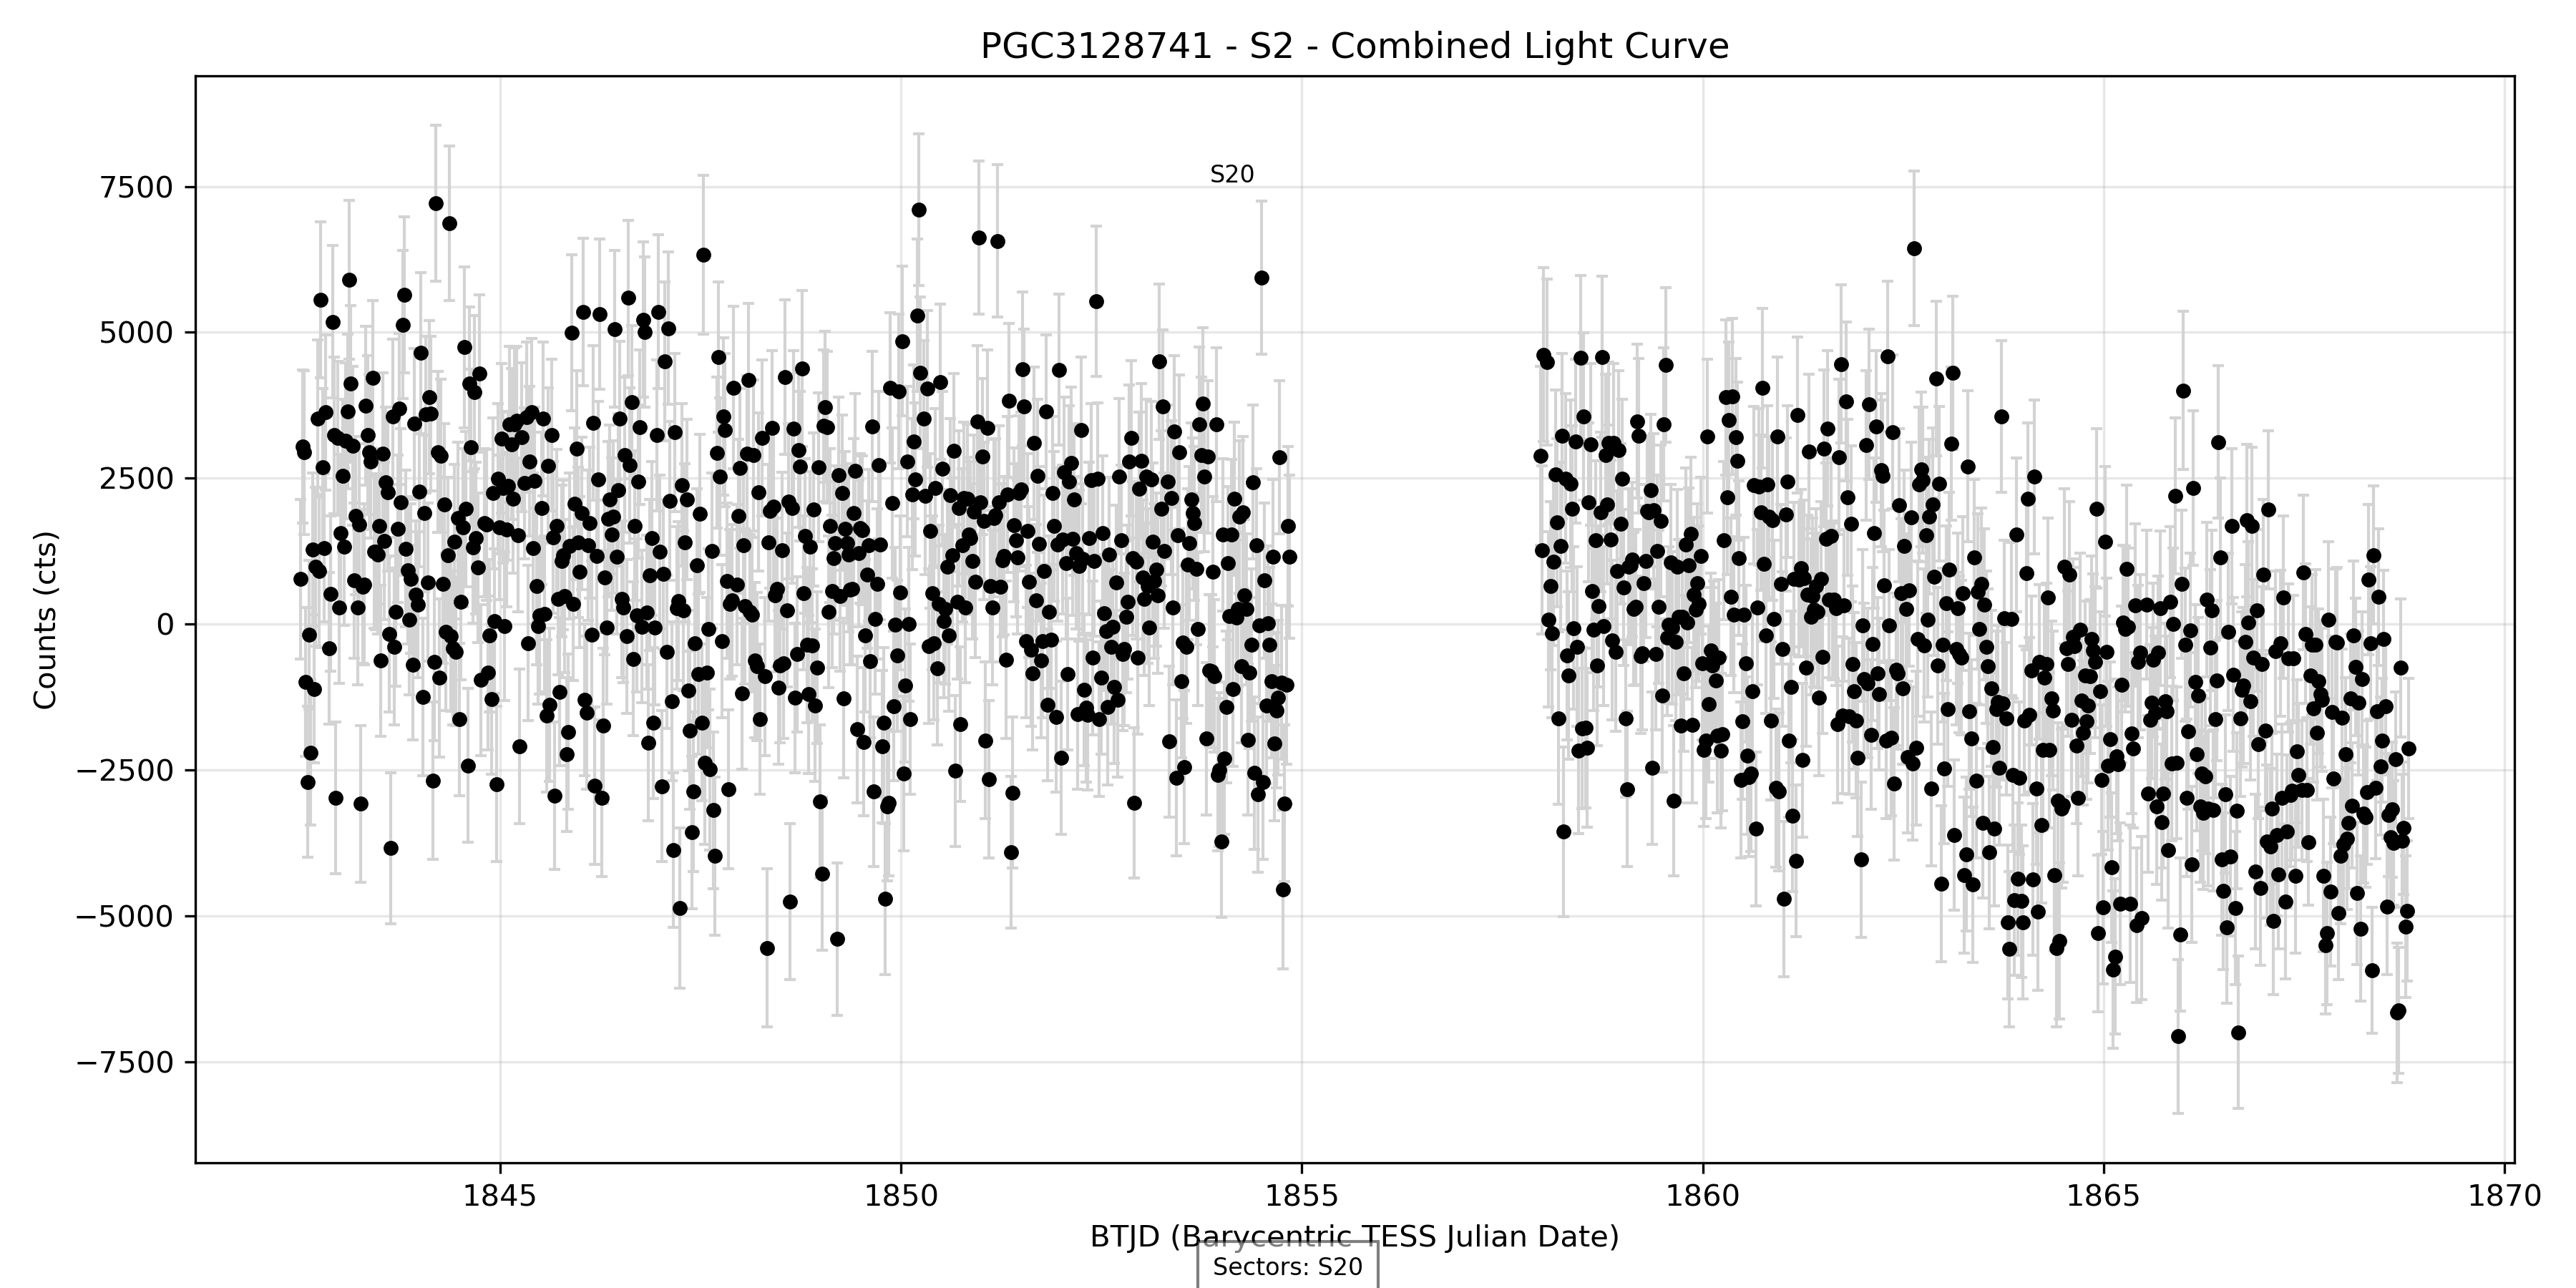 PGC3128741 - S2 - Combined Light Curve
S20
7500
5000
2500
0
−2500
−5000
−7500
Counts (cts)
1845 1850 1855 1860 1865 1870
BTJD (Barycentric TESS Julian Date)
Sectors: S20